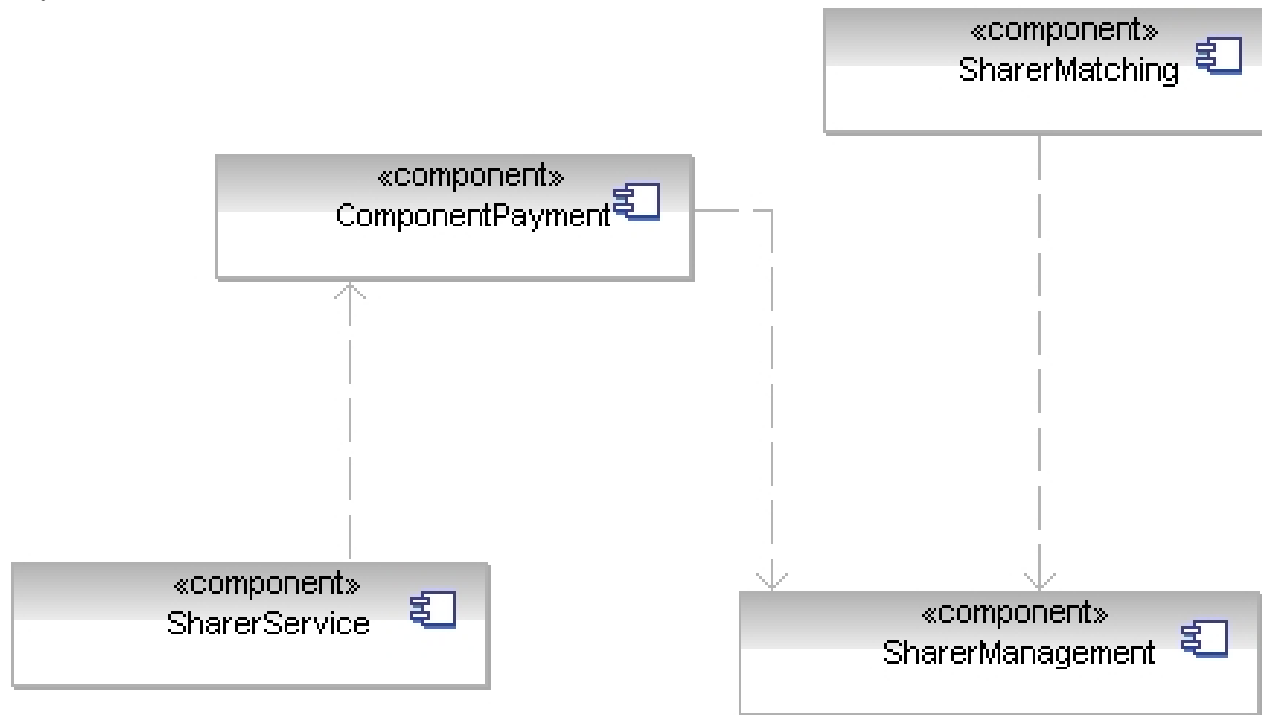 «component»
SharerMatching
«component»
ComponentPayment
«component»
SharerService
«component»
SharerManagement